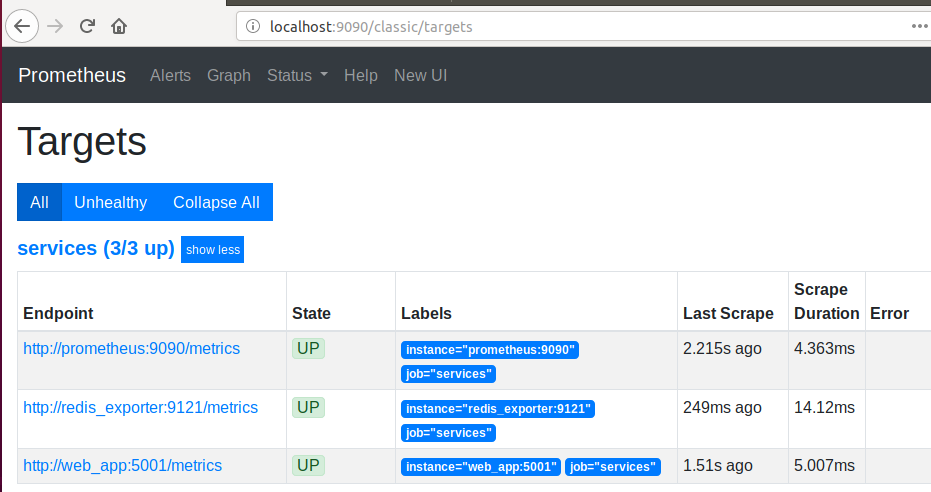 localhost:9090/classic/targets
Prometheus Alerts Graph Status Help New UI
Targets
All Unhealthy Collapse All
services (3/3 up) show less
Endpoint State Labels Last Scrape Scrape Duration Error
http://prometheus:9090/metrics UP instance="prometheus:9090" 2.215s ago 4.363ms
job="services"
http://redis_exporter:9121/metrics UP instance="redis_exporter:9121" 249ms ago 14.12ms
job="services"
http://web_app:5001/metrics UP instance="web_app:5001" job="services" 1.51s ago 5.007ms